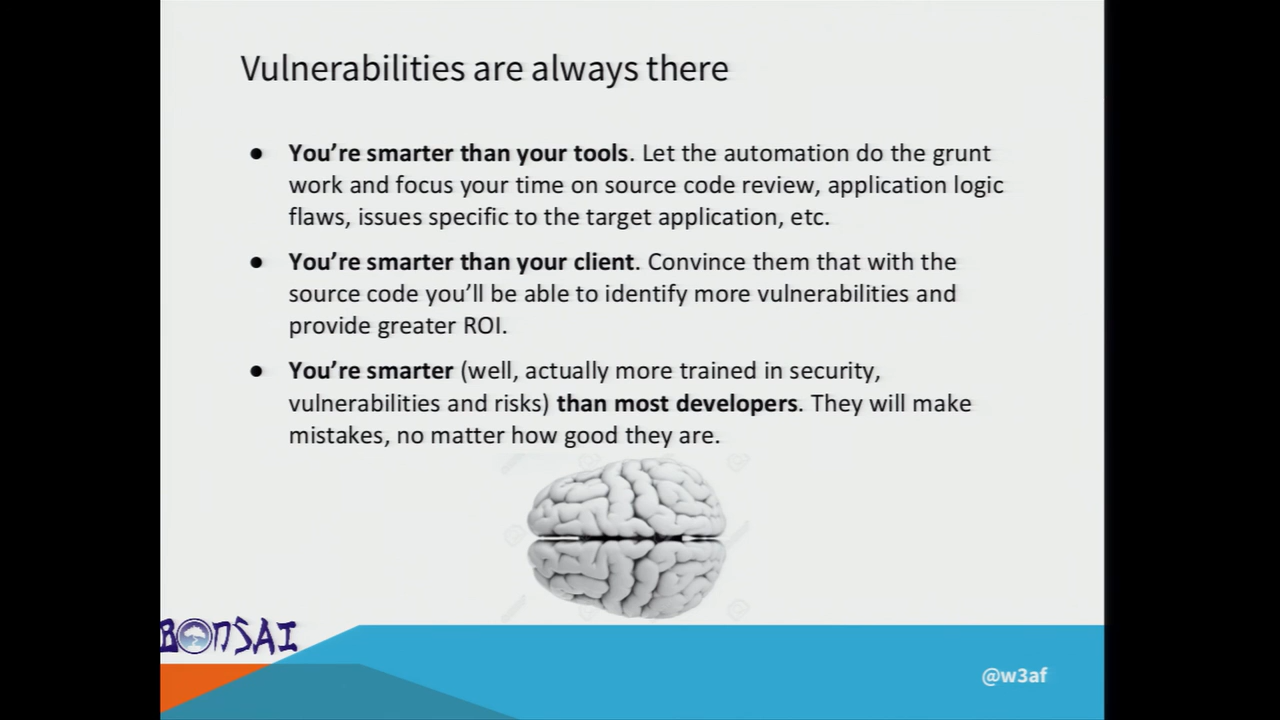 Vulnerabilities are always there
● You're smarter than your tools. Let the automation do the grunt
work and focus your time on source code review, application logic
flaws, issues specific to the target application, etc.
● You're smarter than your client. Convince them that with the
source code you'll be able to identify more vulnerabilities and
provide greater ROI.
● You're smarter (well, actually more trained in security,
vulnerabilities and risks) than most developers. They will make
mistakes, no matter how good they are.
BONSAI
@w3af